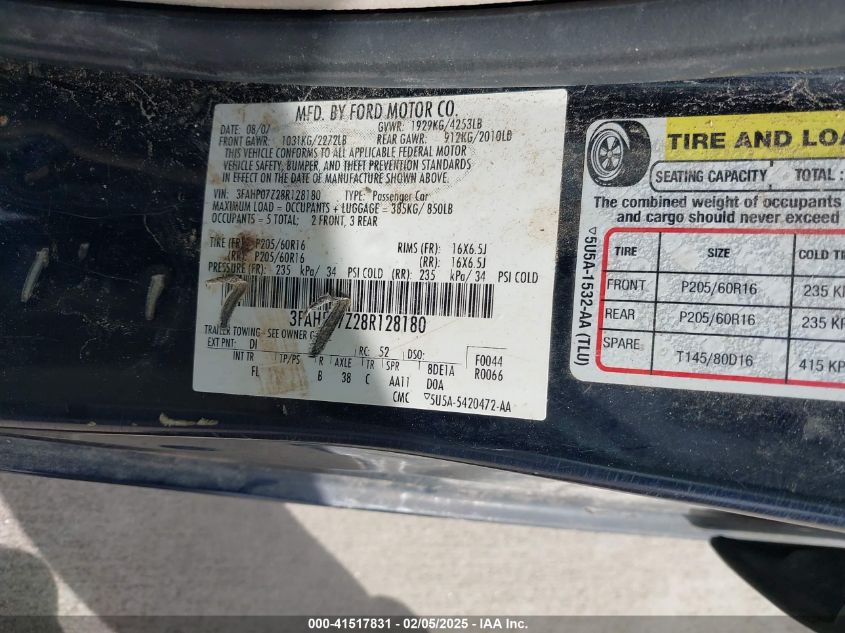 MFD. BY FORD MOTOR CO.
DATE: 08/07 GVWR: 1929KG/4253LB
FRONT GAWR: 1031KG/2272LB REAR GAWR: 912KG/2010LB
THIS VEHICLE CONFORMS TO ALL APPLICABLE FEDERAL MOTOR
VEHICLE SAFETY, BUMPER, AND THEFT PREVENTION STANDARDS
IN EFFECT ON THE DATE OF MANUFACTURE SHOWN ABOVE.
VIN: 3FAHP07Z28R128180 TYPE: Passenger Car
MAXIMUM LOAD = OCCUPANTS + LUGGAGE = 385KG/ 850LB
OCCUPANTS = 5 TOTAL: 2 FRONT, 3 REAR
TIRE (FR): P205/60R16 RIMS (FR): 16X6.5J
(RR): P205/60R16 (RR): 16X6.5J
PRESSURE (FR): 235 kPa/ 34 PSI COLD (RR): 235 kPa/ 34 PSI COLD
28R128180
TRAILER TOWING - SEE OWNER
EXT PNT: DI RC: 52 DSO: F0044
INT TR TP/PS R AXLE TR SPR 8DE1A R0066
FL B 38 C AA11 D0A
CMC ▽5U5A-5420472-AA
TIRE AND LOA
SEATING CAPACITY TOTAL :
The combined weight of occupants
and cargo should never exceed
TIRE SIZE COLD TI
FRONT P205/60R16 235 K
REAR P205/60R16 235 K
SPARE T145/80D16 415 KP
▽5U5A-1532-AA (TLU)
000-41517831 - 02/05/2025 - IAA Copyright